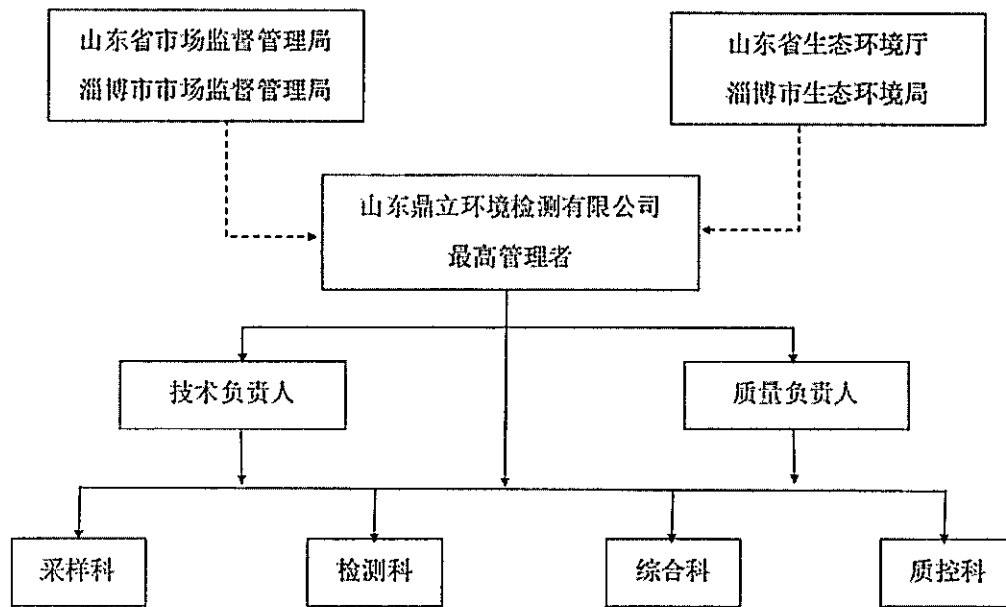 山东省市场监督管理局
淄博市市场监督管理局
山东省生态环境厅
淄博市生态环境局
山东鼎立环境检测有限公司
最高管理者
技术负责人
质量负责人
采样科
检测科
综合科
质控科